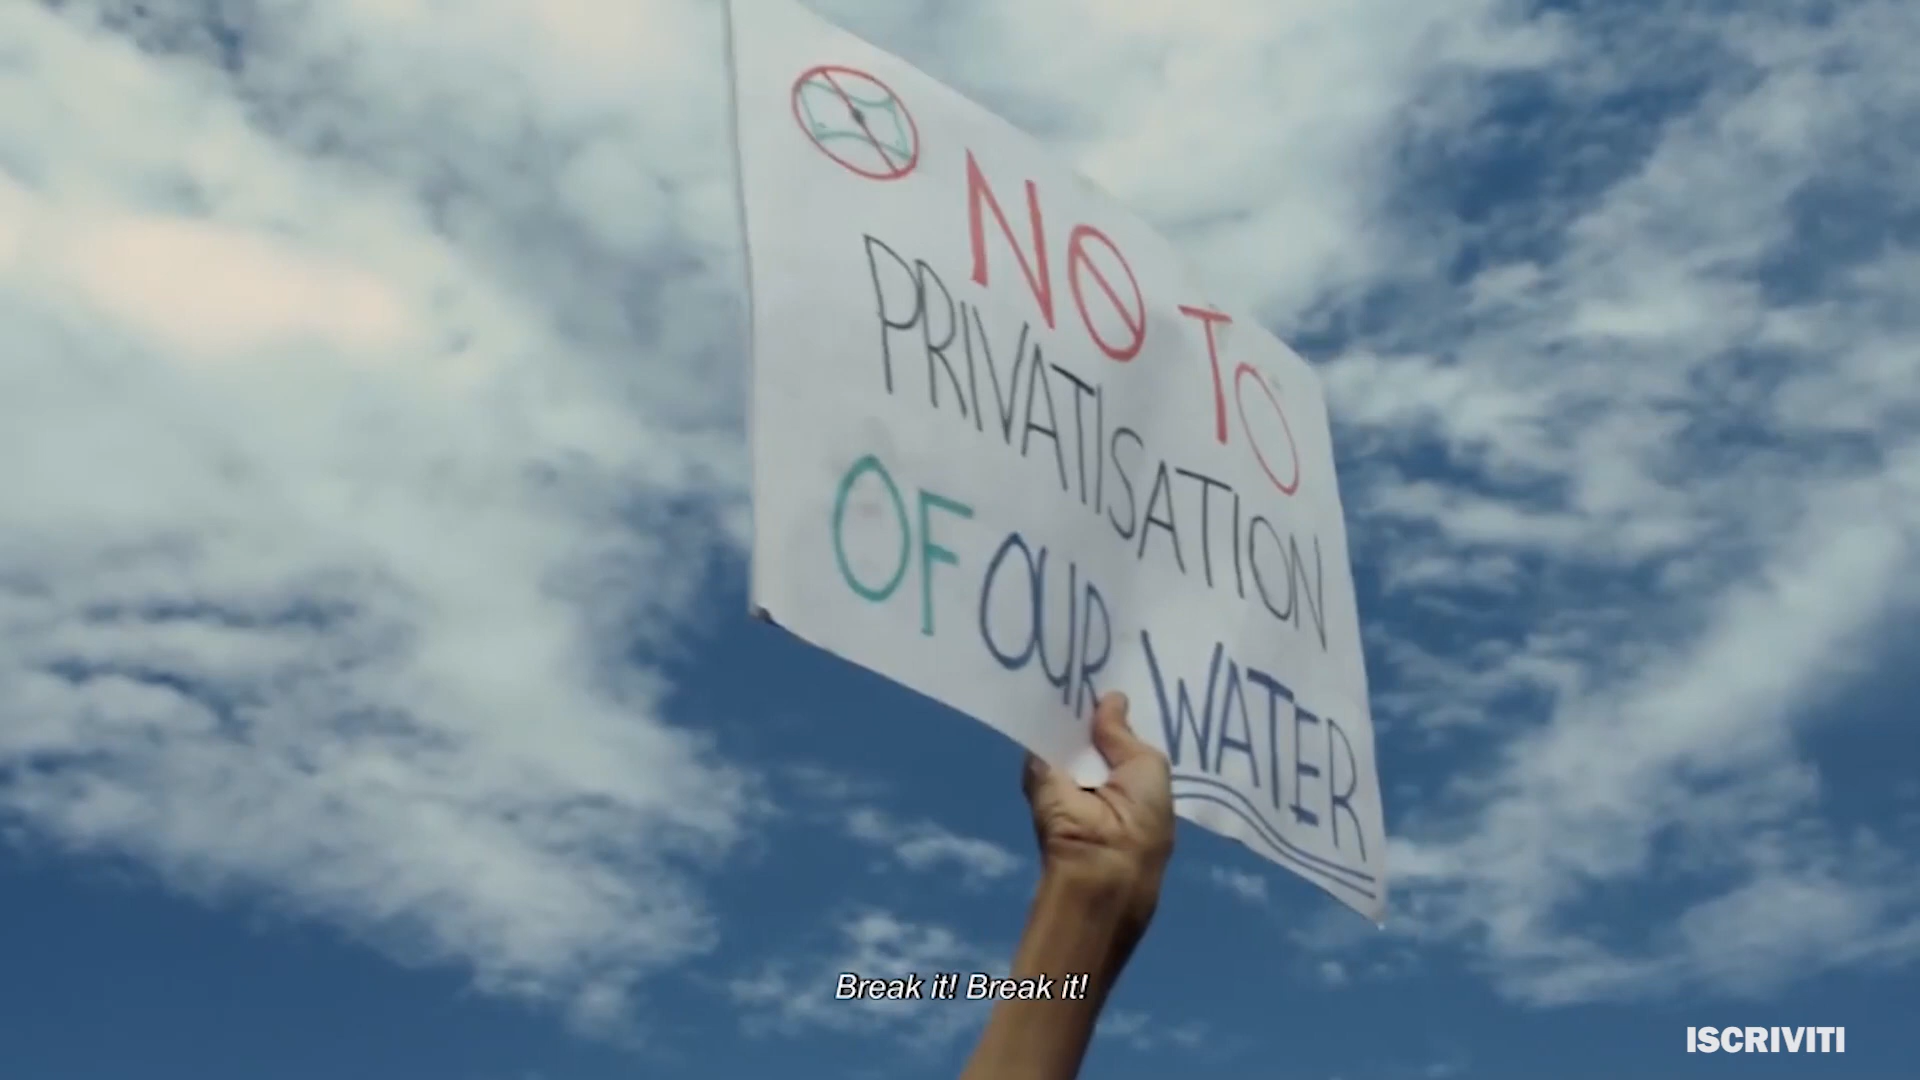 NO TO
PRIVATISATION
OF OUR WATER
Break it! Break it!
ISCRIVITI